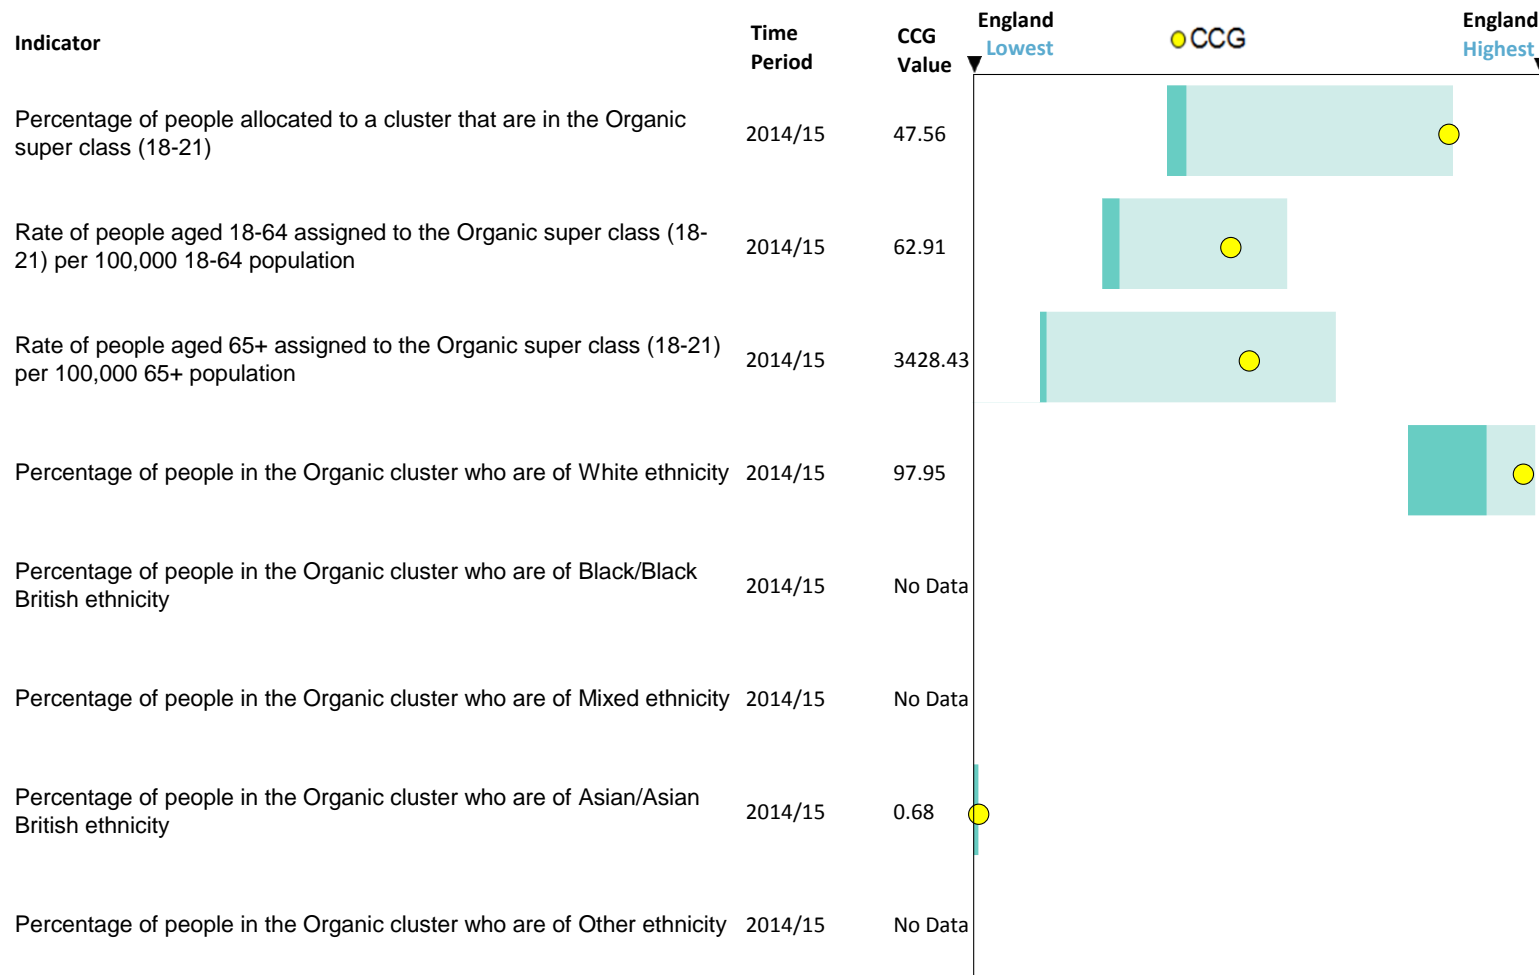 Indicator
Time Period
CCG Value
England Lowest
CCG
England Highest
Percentage of people allocated to a cluster that are in the Organic
super class (18-21)
2014/15
47.56
Rate of people aged 18-64 assigned to the Organic super class (18-
21) per 100,000 18-64 population
2014/15
62.91
Rate of people aged 65+ assigned to the Organic super class (18-21)
per 100,000 65+ population
2014/15
3428.43
Percentage of people in the Organic cluster who are of White ethnicity
2014/15
97.95
Percentage of people in the Organic cluster who are of Black/Black
British ethnicity
2014/15
No Data
Percentage of people in the Organic cluster who are of Mixed ethnicity
2014/15
No Data
Percentage of people in the Organic cluster who are of Asian/Asian
British ethnicity
2014/15
0.68
Percentage of people in the Organic cluster who are of Other ethnicity
2014/15
No Data